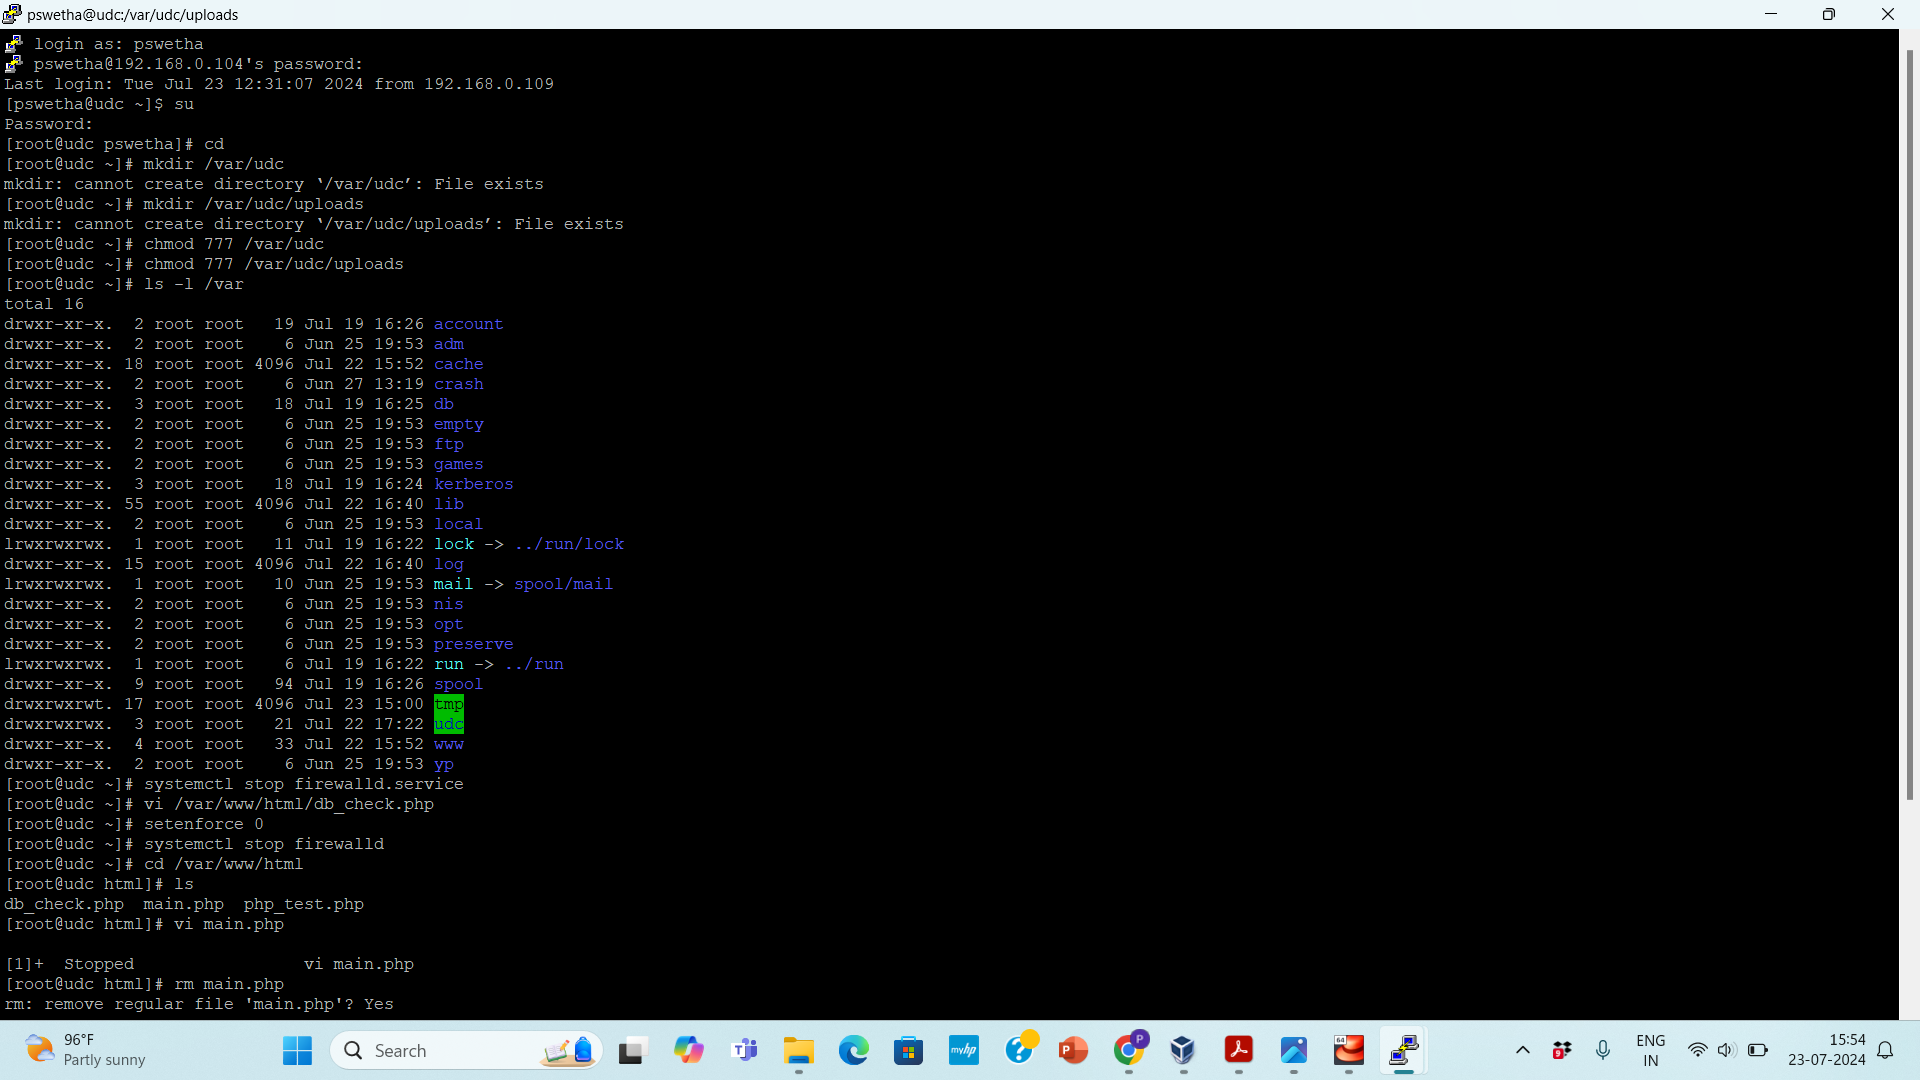 pswetha@udc:/var/udc/uploads
login as: pswetha
pswetha@192.168.0.104's password:
Last login: Tue Jul 23 12:31:07 2024 from 192.168.0.109
[pswetha@udc ~]$ su
Password:
[root@udc pswetha]# cd
[root@udc ~]# mkdir /var/udc
mkdir: cannot create directory ‘/var/udc’: File exists
[root@udc ~]# mkdir /var/udc/uploads
mkdir: cannot create directory ‘/var/udc/uploads’: File exists
[root@udc ~]# chmod 777 /var/udc
[root@udc ~]# chmod 777 /var/udc/uploads
[root@udc ~]# ls -l /var
total 16
drwxr-xr-x.  2 root root   19 Jul 19 16:26 account
drwxr-xr-x.  2 root root    6 Jun 25 19:53 adm
drwxr-xr-x. 18 root root 4096 Jul 22 15:52 cache
drwxr-xr-x.  2 root root    6 Jun 27 13:19 crash
drwxr-xr-x.  3 root root   18 Jul 19 16:25 db
drwxr-xr-x.  2 root root    6 Jun 25 19:53 empty
drwxr-xr-x.  2 root root    6 Jun 25 19:53 ftp
drwxr-xr-x.  2 root root    6 Jun 25 19:53 games
drwxr-xr-x.  3 root root   18 Jul 19 16:24 kerberos
drwxr-xr-x. 55 root root 4096 Jul 22 16:40 lib
drwxr-xr-x.  2 root root    6 Jun 25 19:53 local
lrwxrwxrwx.  1 root root   11 Jul 19 16:22 lock -> ../run/lock
drwxr-xr-x. 15 root root 4096 Jul 22 16:40 log
lrwxrwxrwx.  1 root root   10 Jun 25 19:53 mail -> spool/mail
drwxr-xr-x.  2 root root    6 Jun 25 19:53 nis
drwxr-xr-x.  2 root root    6 Jun 25 19:53 opt
drwxr-xr-x.  2 root root    6 Jun 25 19:53 preserve
lrwxrwxrwx.  1 root root    6 Jul 19 16:22 run -> ../run
drwxr-xr-x.  9 root root   94 Jul 19 16:26 spool
drwxrwxrwt. 17 root root 4096 Jul 23 15:00 tmp
drwxrwxrwx.  3 root root   21 Jul 22 17:22 udc
drwxr-xr-x.  4 root root   33 Jul 22 15:52 www
drwxr-xr-x.  2 root root    6 Jun 25 19:53 yp
[root@udc ~]# systemctl stop firewalld.service
[root@udc ~]# vi /var/www/html/db_check.php
[root@udc ~]# setenforce 0
[root@udc ~]# systemctl stop firewalld
[root@udc ~]# cd /var/www/html
[root@udc html]# ls
db_check.php  main.php  php_test.php
[root@udc html]# vi main.php
[1]+  Stopped                 vi main.php
[root@udc html]# rm main.php
rm: remove regular file 'main.php'? Yes
96°F
Partly sunny
Search
myhp
64
P
9
ENG
IN
15:54
23-07-2024